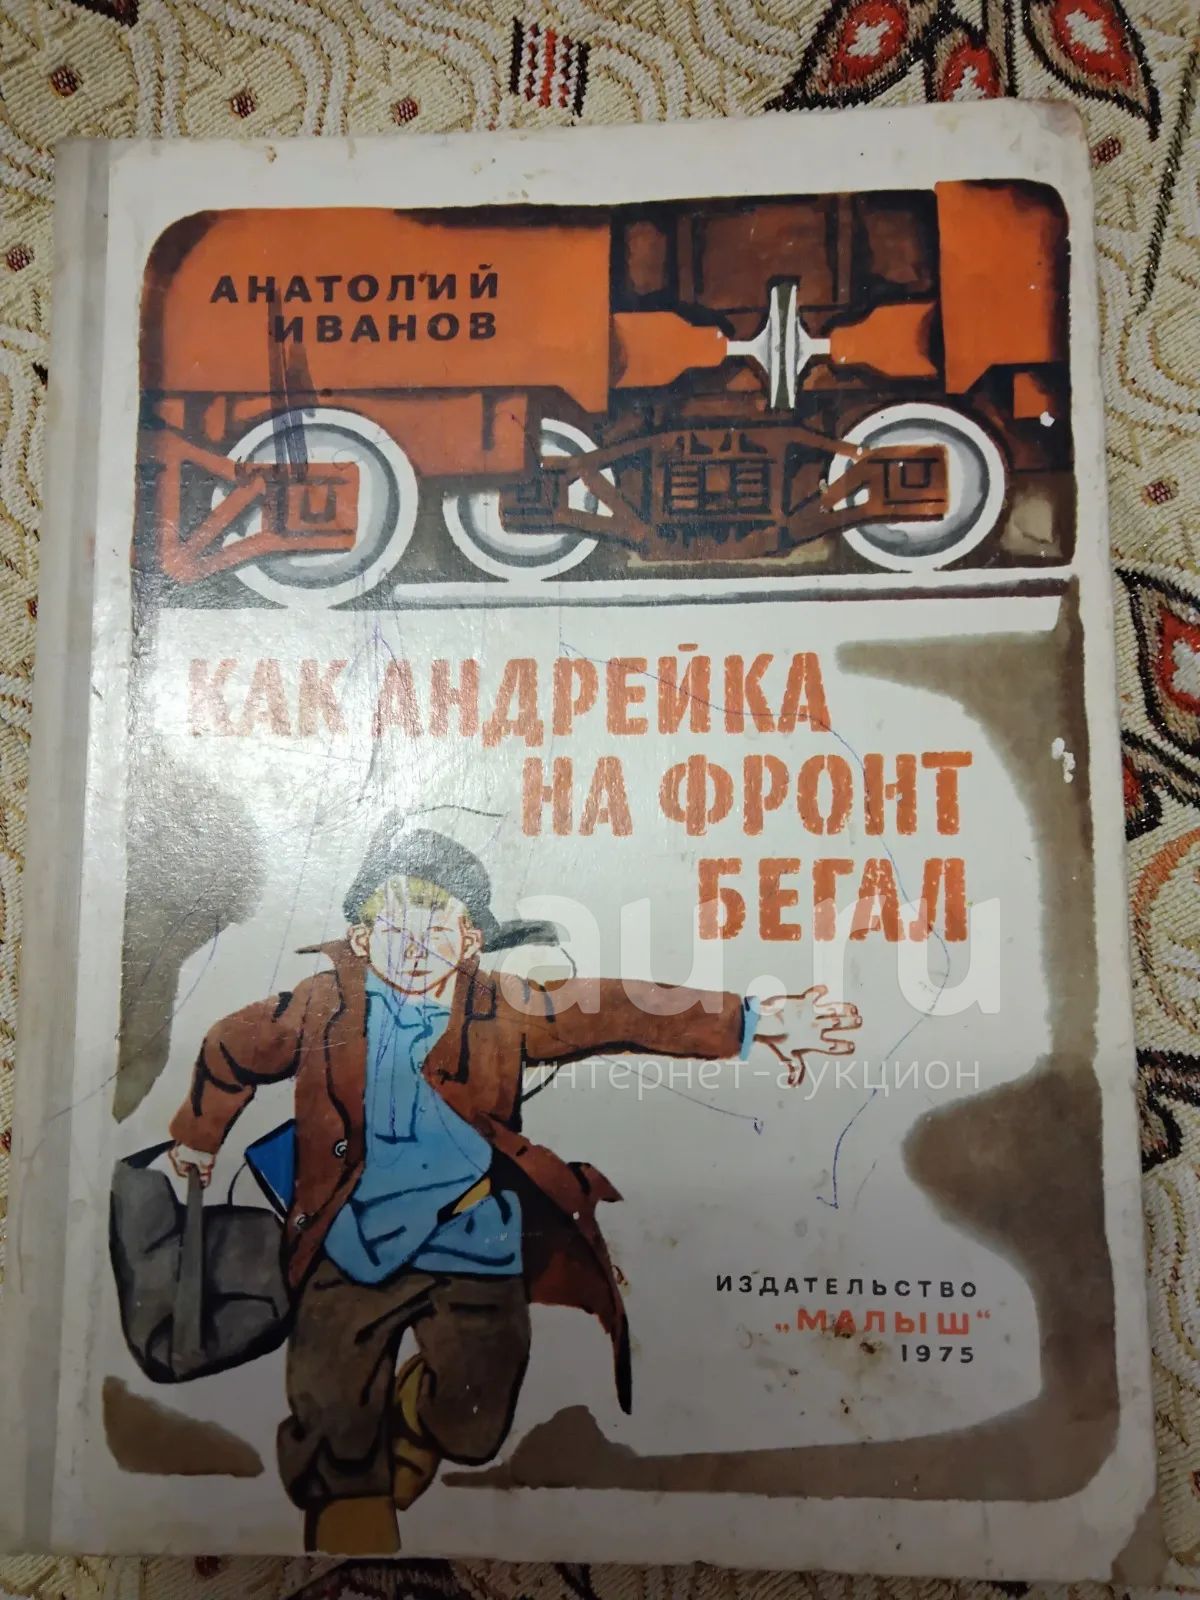 АНАТОЛИЙ
ИВАНОВ
КАК АНДРЕЙКА
НА ФРОНТ
БЕГАЛ
au.ru
интернет-аукцион
ИЗДАТЕЛЬСТВО
„МАЛЫШ“
1975